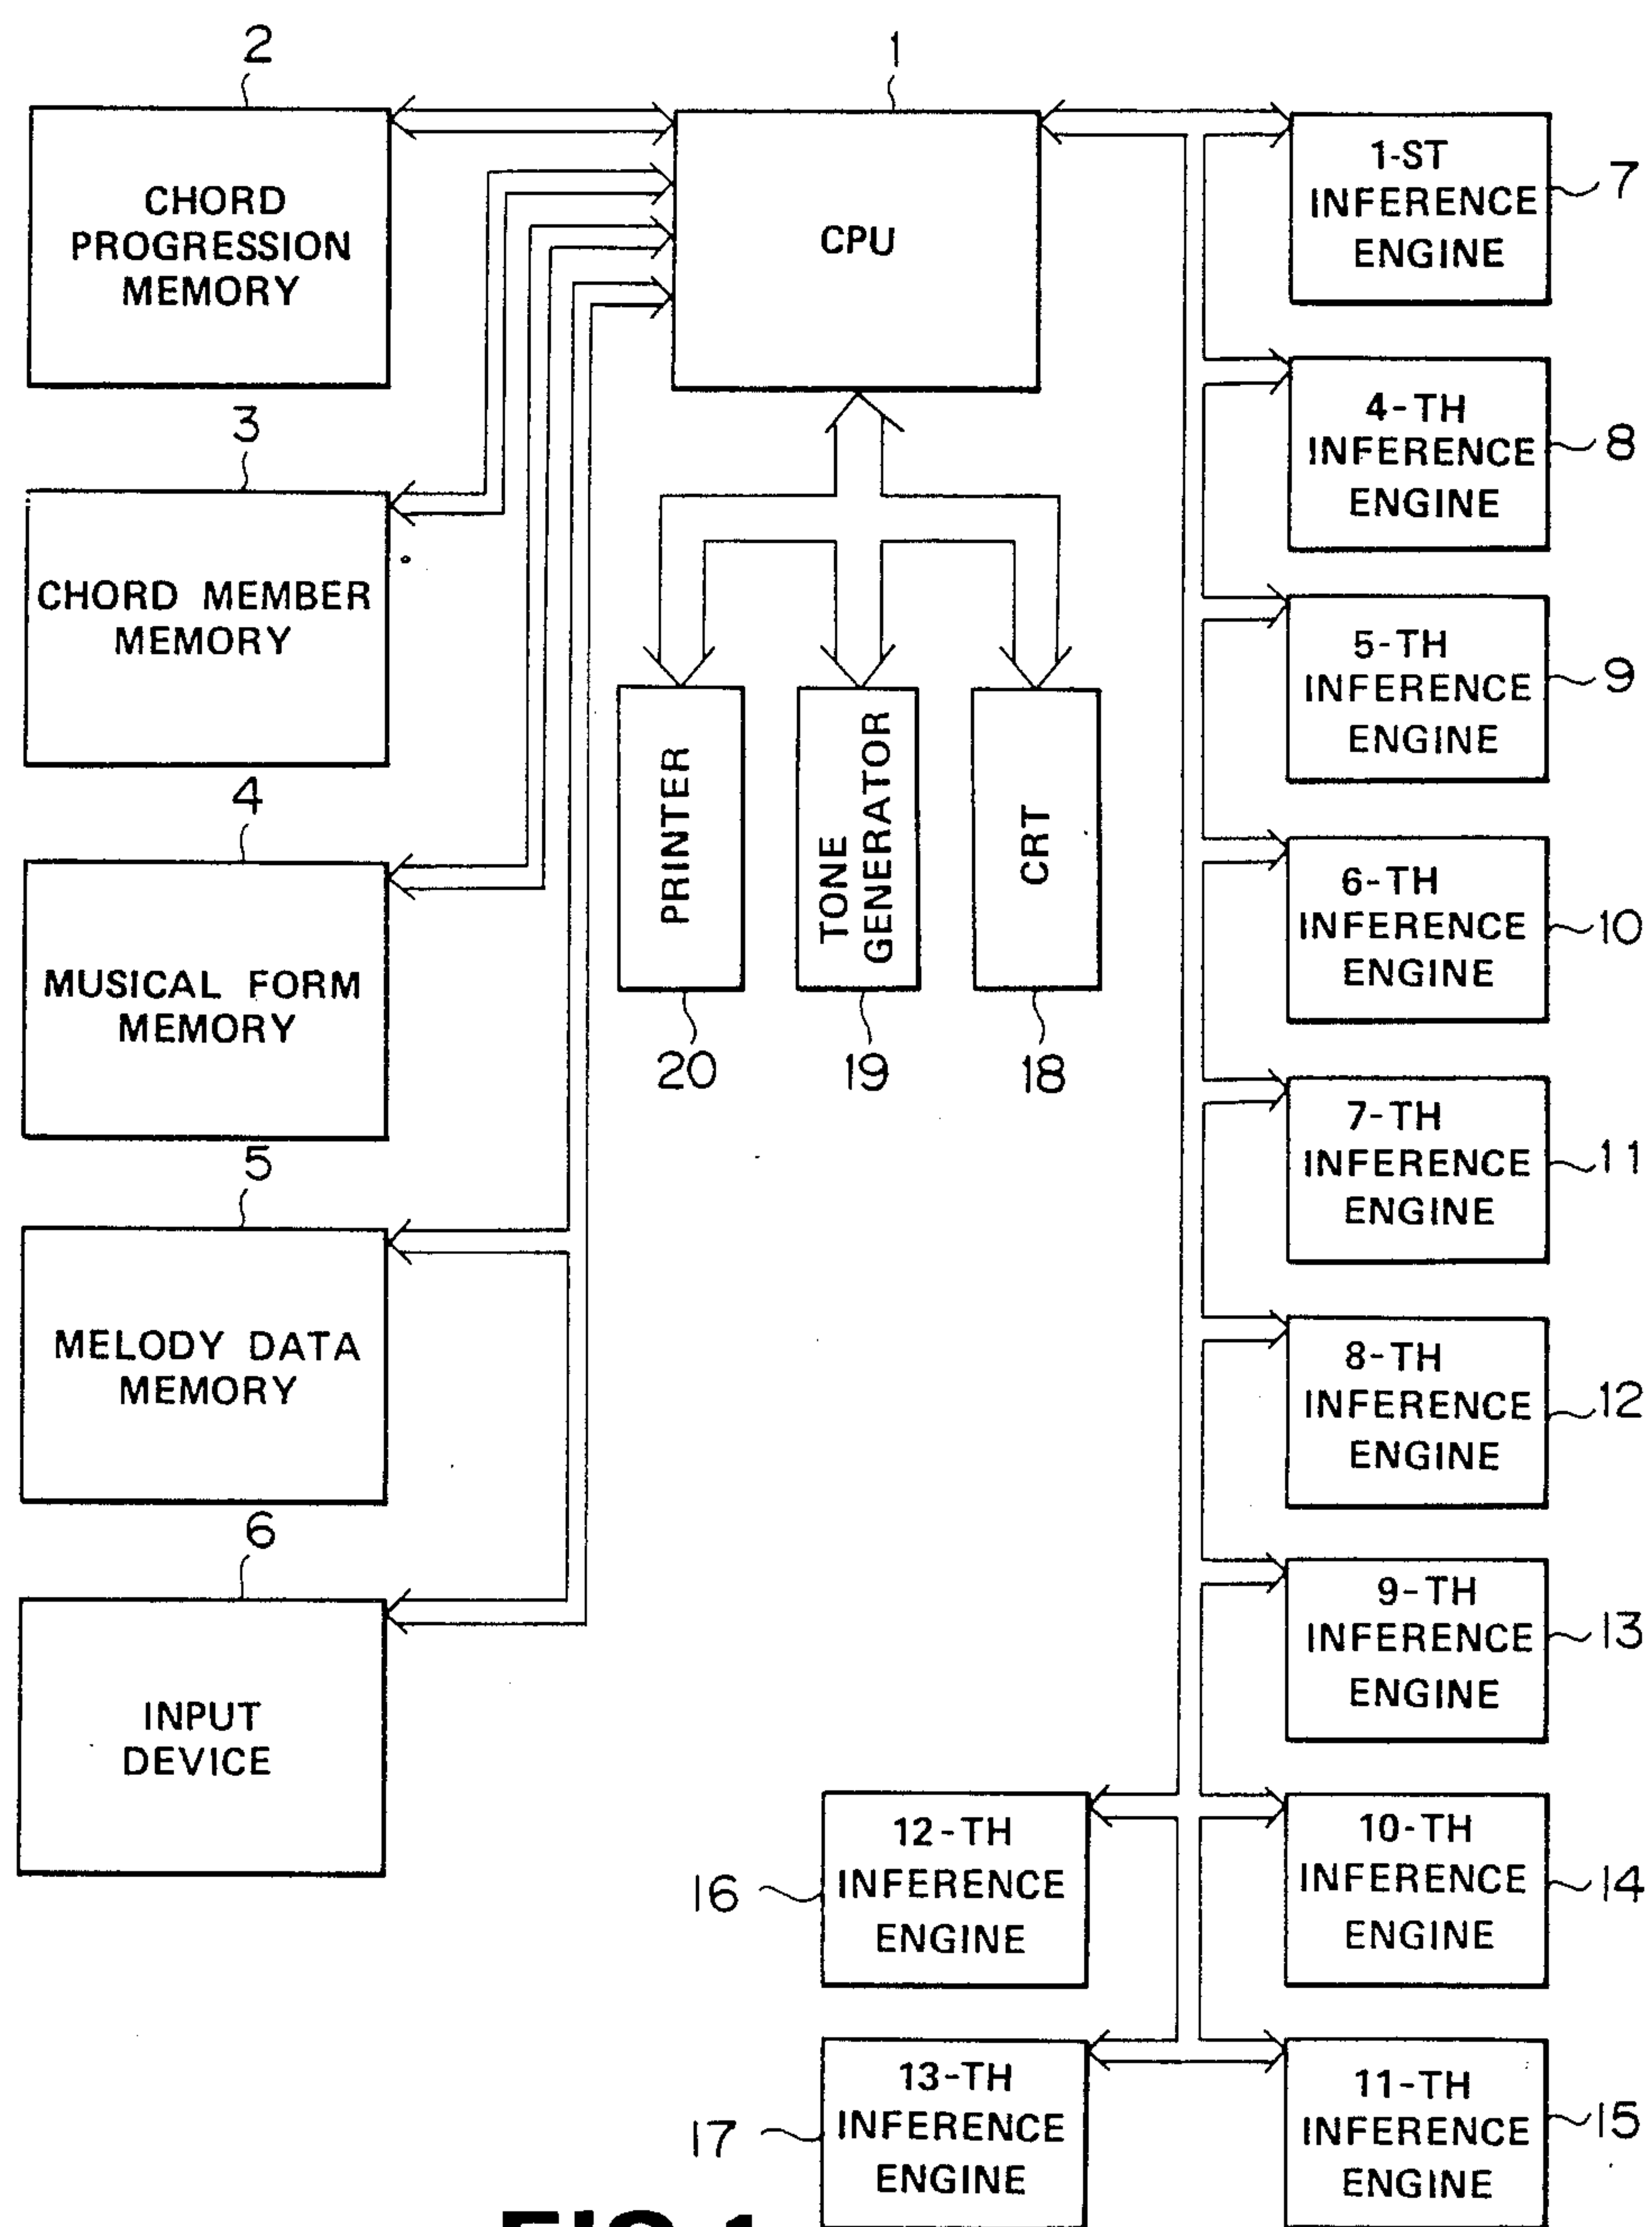 2
1
CHORD
PROGRESSION
MEMORY
CPU
1-ST
INFERENCE
ENGINE
7
3
CHORD MEMBER
MEMORY
4-TH
INFERENCE
ENGINE
8
5-TH
INFERENCE
ENGINE
9
4
MUSICAL FORM
MEMORY
PRINTER
TONE
GENERATOR
CRT
20
19
18
6-TH
INFERENCE
ENGINE
10
5
MELODY DATA
MEMORY
7-TH
INFERENCE
ENGINE
11
8-TH
INFERENCE
ENGINE
12
6
INPUT
DEVICE
9-TH
INFERENCE
ENGINE
13
16
12-TH
INFERENCE
ENGINE
10-TH
INFERENCE
ENGINE
14
17
13-TH
INFERENCE
ENGINE
11-TH
INFERENCE
ENGINE
15
FIG.1